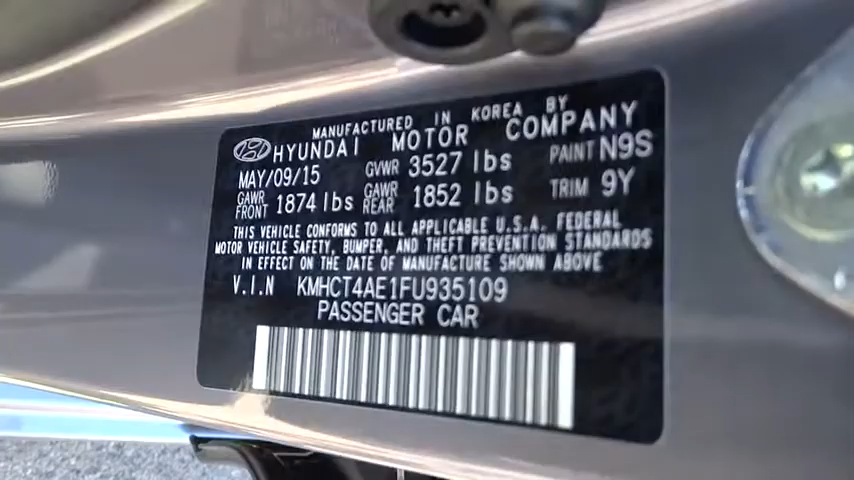 MANUFACTURED IN KOREA BY
HYUNDAI MOTOR COMPANY
MAY/09/15 GVWR 3527 lbs PAINT N9S
GAWR FRONT 1874 lbs GAWR REAR 1852 lbs TRIM 9Y
THIS VEHICLE CONFORMS TO ALL APPLICABLE U.S.A. FEDERAL
MOTOR VEHICLE SAFETY, BUMPER, AND THEFT PREVENTION STANDARDS
IN EFFECT ON THE DATE OF MANUFACTURE SHOWN ABOVE
V.I.N KMHCT4AE1FU935109
PASSENGER CAR